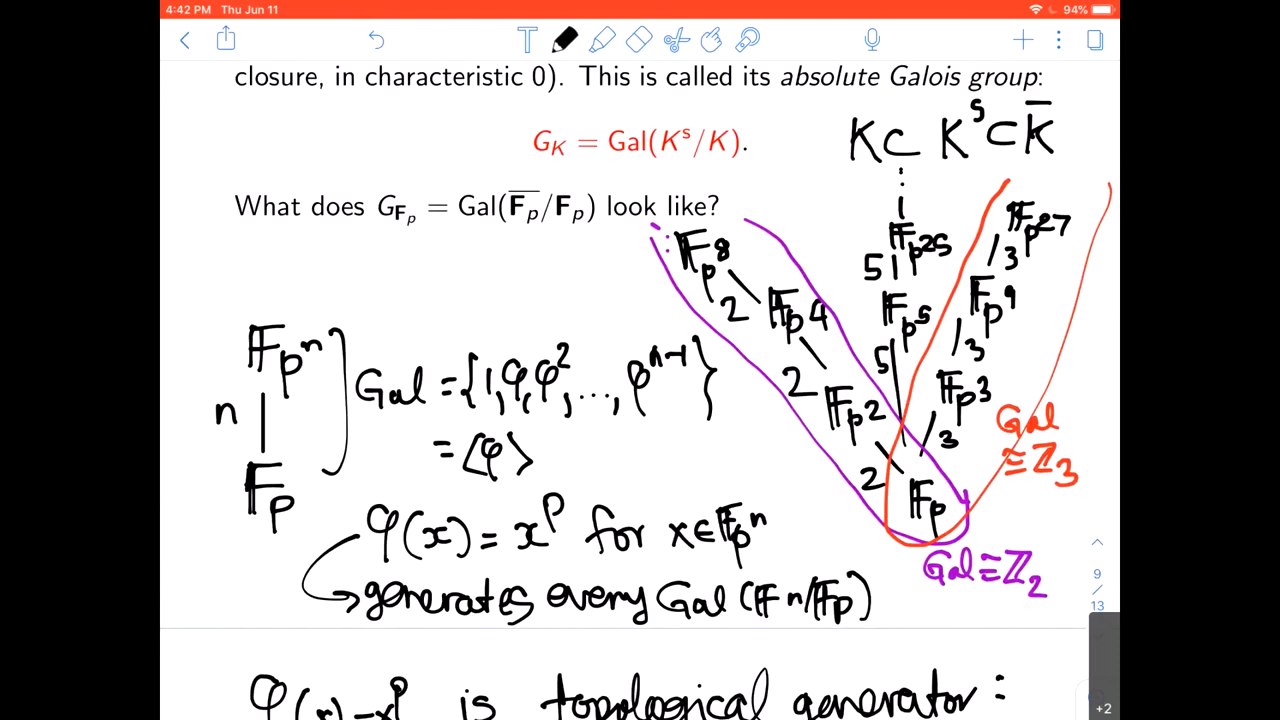 4:42 PM Thu Jun 11
94%
closure, in characteristic 0). This is called its absolute Galois group:
G_K = Gal(K^s/K).
K ⊂ K^s ⊂ K̅
What does G_{F_p} = Gal(F̅_p/F_p) look like?
F_{p^8}
2
F_{p^4}
2
F_{p^2}
2
F_{p^25}
5
F_{p^5}
5
F_{p^27}
3
F_{p^9}
3
F_{p^3}
3
F_p
Gal
≅ ℤ_3
Gal ≅ ℤ_2
F_{p^n}
n
F_p
Gal = {1, φ, φ^2, ..., φ^{n-1}}
= ⟨φ⟩
φ(x) = x^p for x ∈ F_{p^n}
→ generates every Gal (F^n/F_p)
9
/
13
φ(x) = x^p is topological generator:
+2